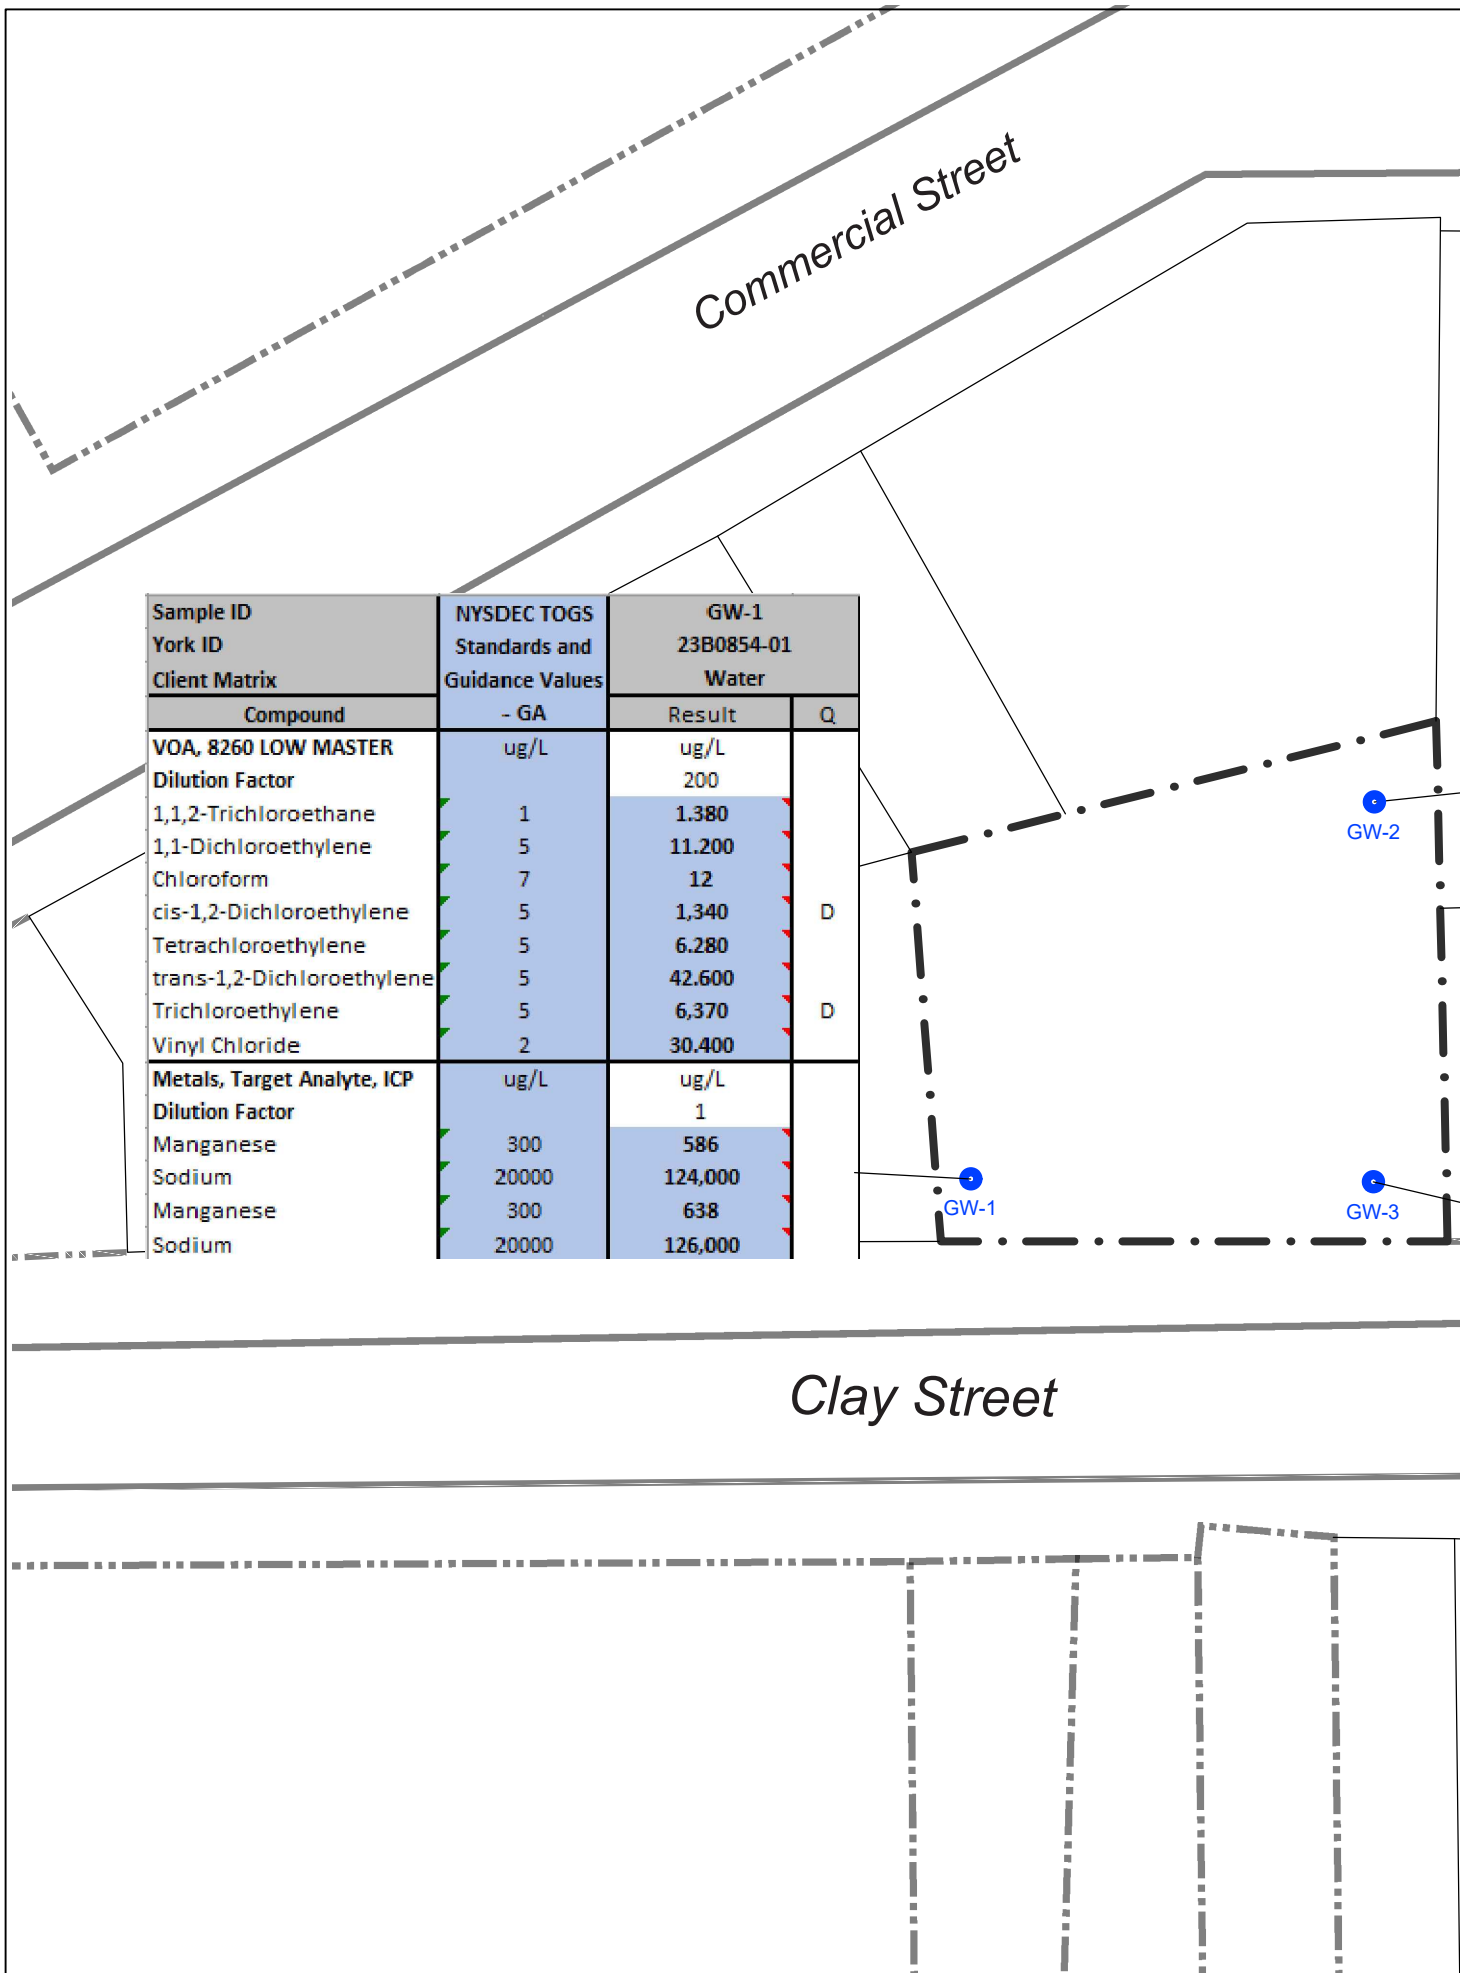 Commercial Street
Sample ID NYSDEC TOGS GW-1
York ID Standards and 23B0854-01
Client Matrix Guidance Values Water
Compound - GA Result Q
VOA, 8260 LOW MASTER ug/L ug/L
Dilution Factor 200
1,1,2-Trichloroethane 1 1.380
1,1-Dichloroethylene 5 11.200
Chloroform 7 12
cis-1,2-Dichloroethylene 5 1,340 D
Tetrachloroethylene 5 6.280
trans-1,2-Dichloroethylene 5 42.600
Trichloroethylene 5 6,370 D
Vinyl Chloride 2 30.400
Metals, Target Analyte, ICP ug/L ug/L
Dilution Factor 1
Manganese 300 586
Sodium 20000 124,000
Manganese 300 638
Sodium 20000 126,000
GW-2
GW-1
GW-3
Clay Street